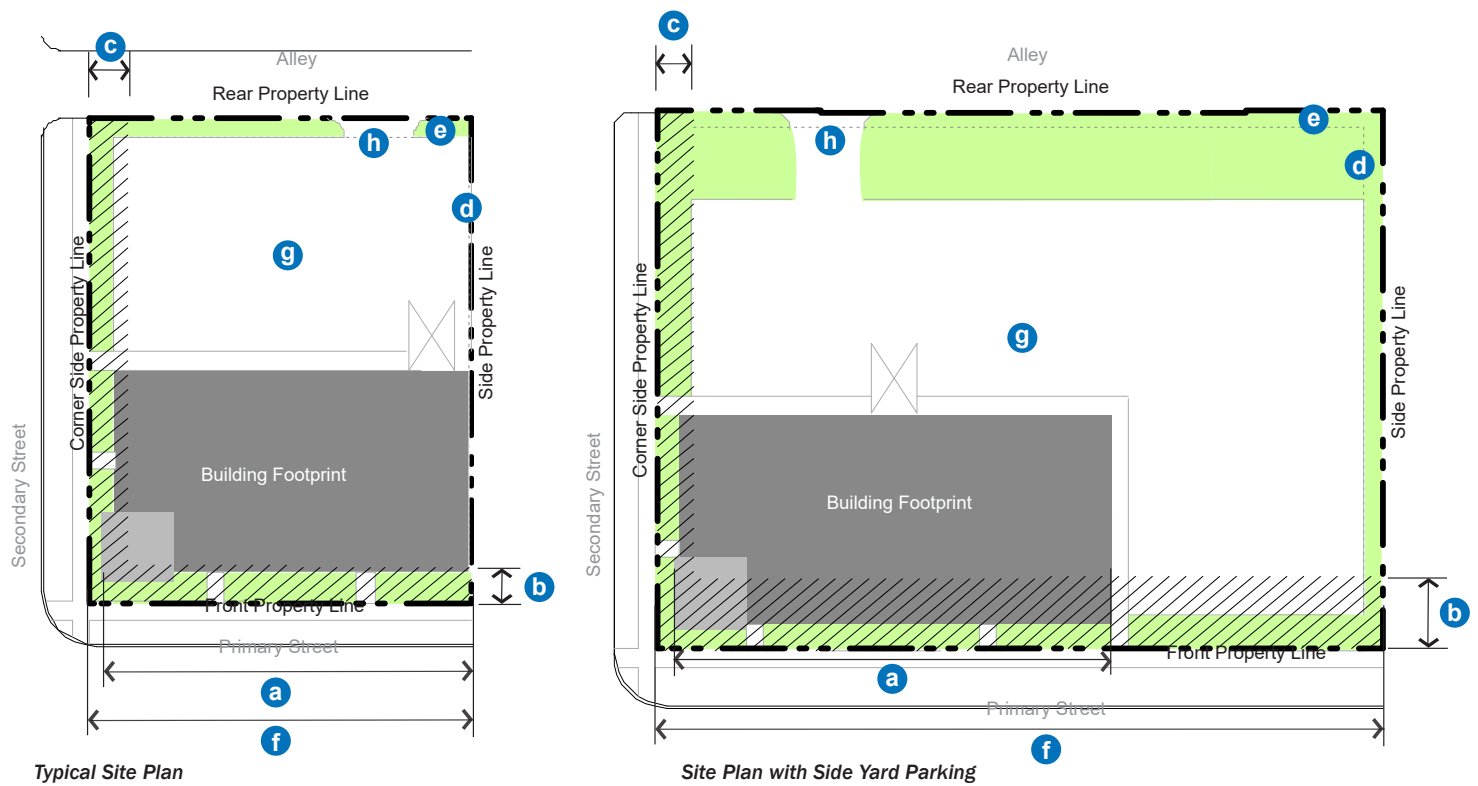 c
Alley
Rear Property Line
e
h
d
g
Corner Side Property Line
Side Property Line
Secondary Street
Building Footprint
b
Front Property Line
Primary Street
a
f
Typical Site Plan
c
Alley
Rear Property Line
e
h
d
g
Corner Side Property Line
Side Property Line
Secondary Street
Building Footprint
b
Front Property Line
a
Primary Street
f
Site Plan with Side Yard Parking